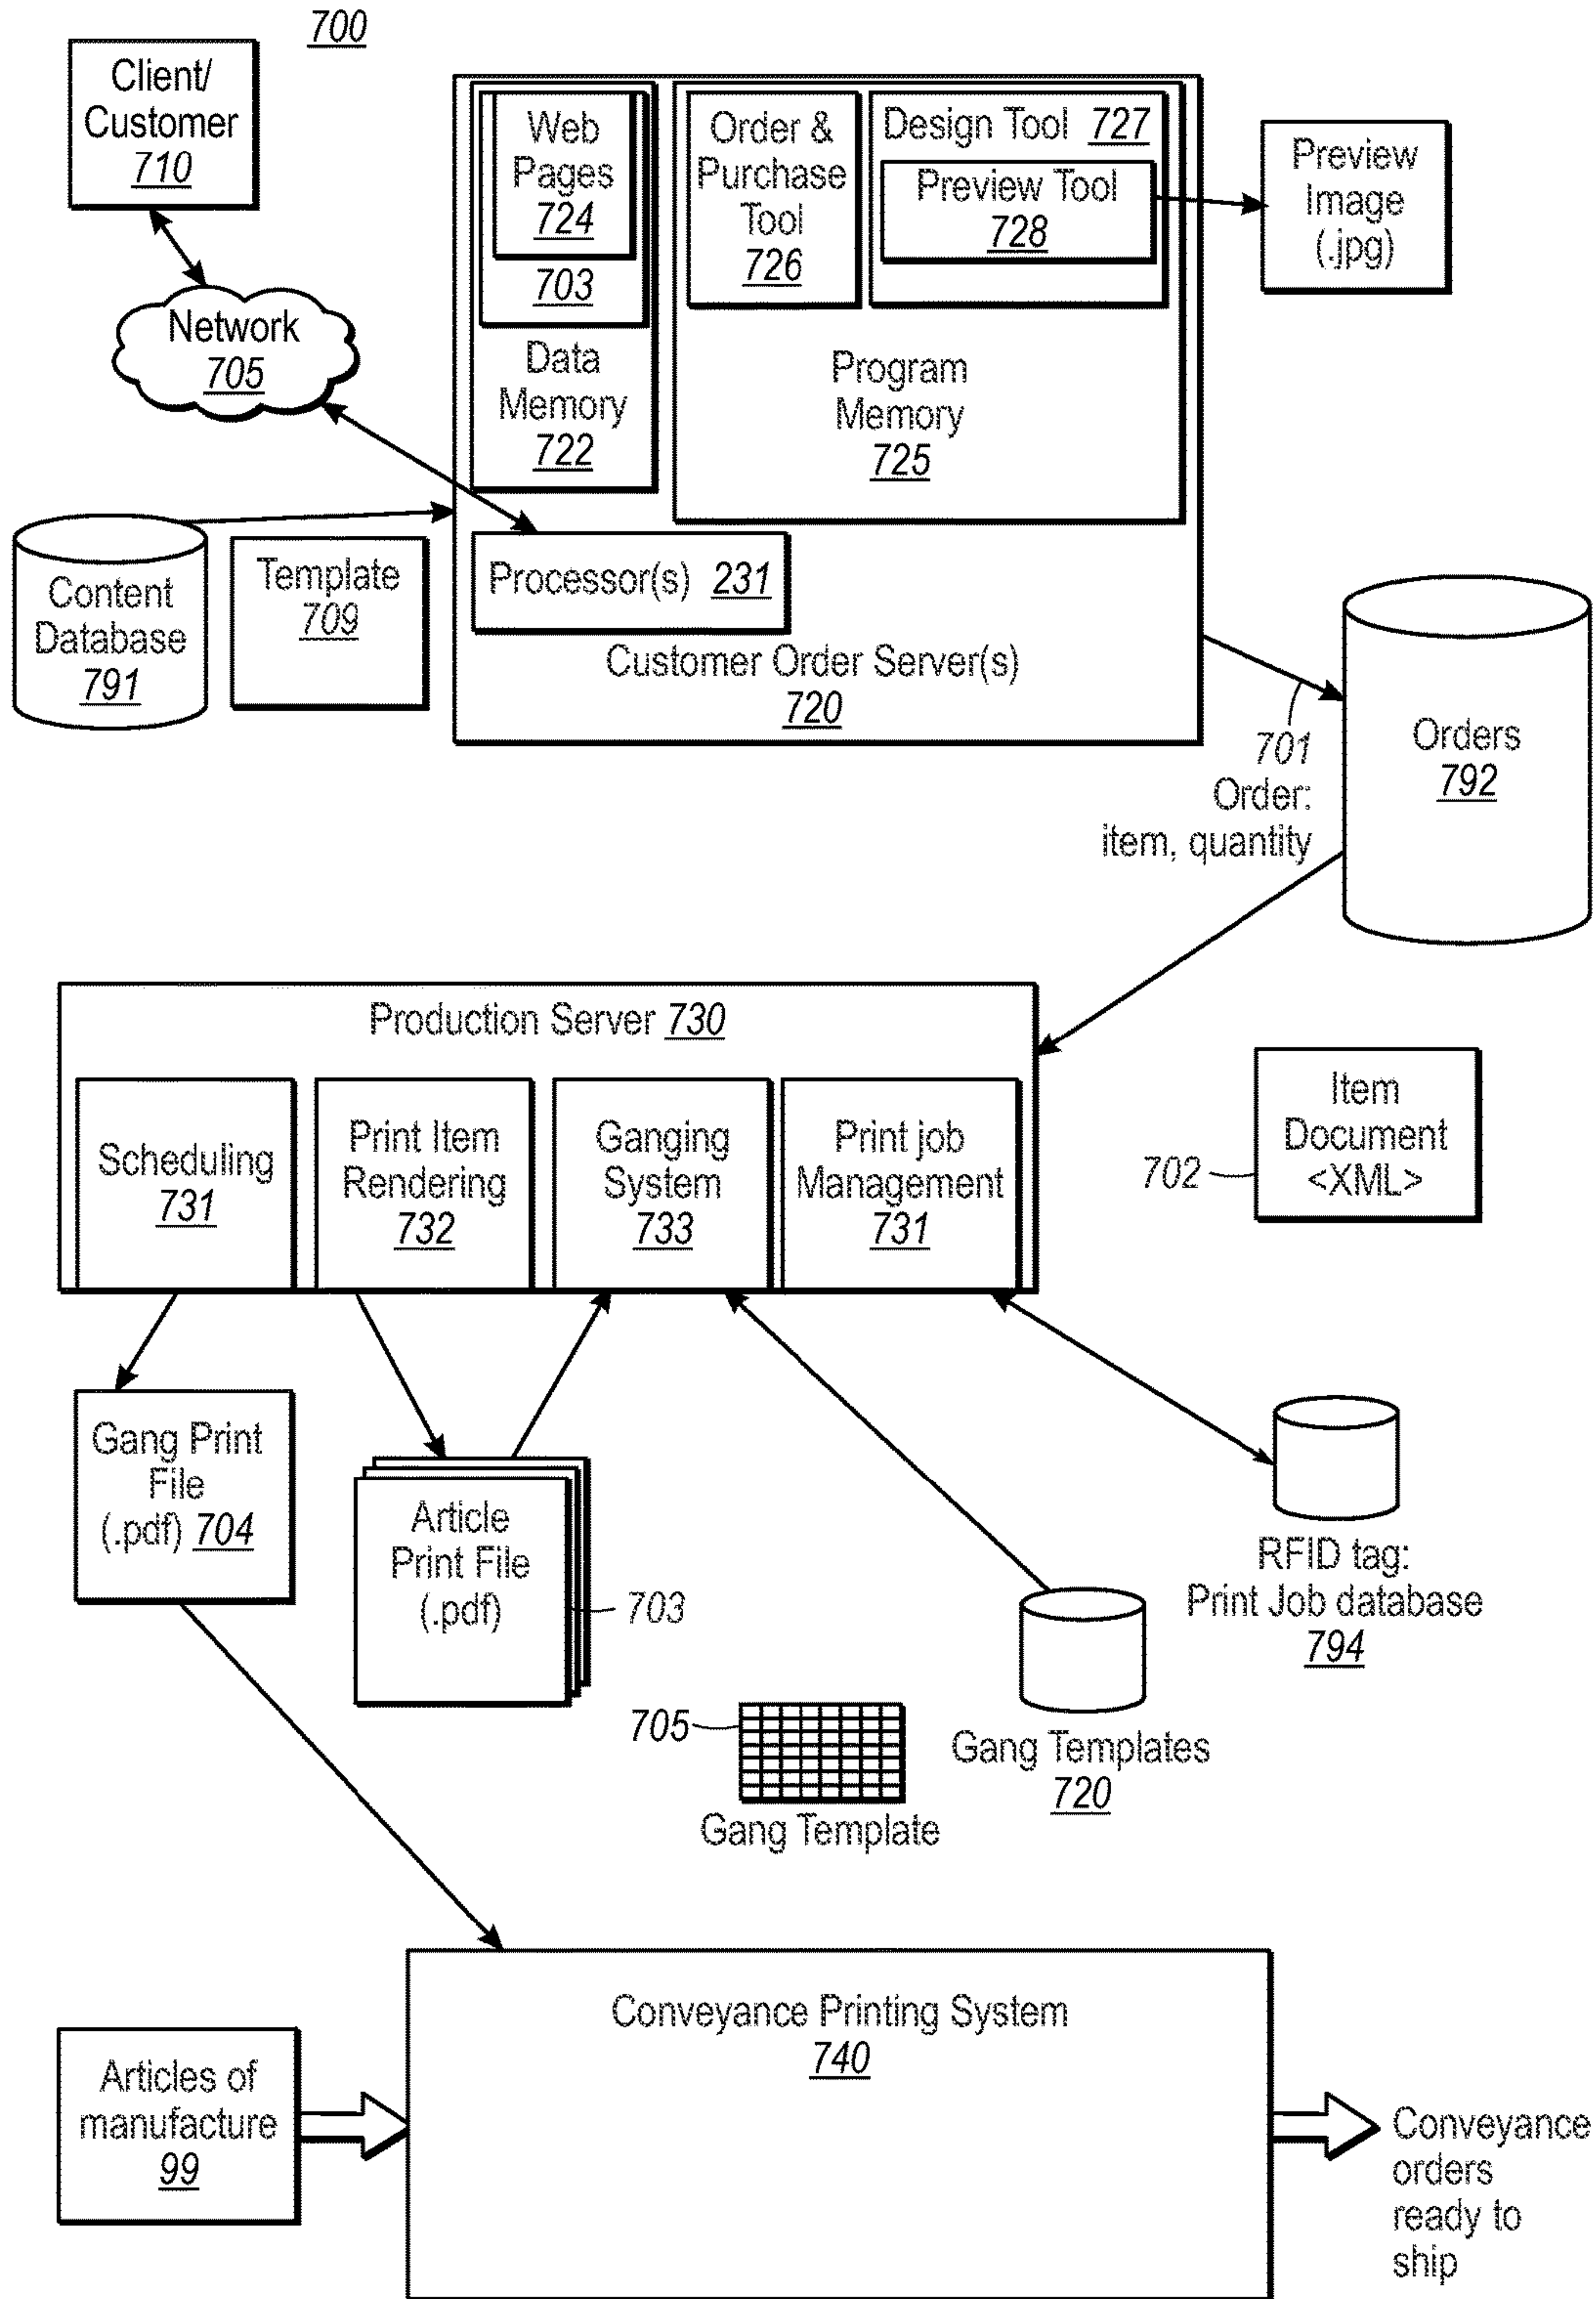 700
Client/
Customer
710
Network
705
Web
Pages
724
703
Data
Memory
722
Order &
Purchase
Tool
726
Design Tool 727
Preview Tool
728
Program
Memory
725
Preview
Image
(.jpg)
Content
Database
791
Template
709
Processor(s) 231
Customer Order Server(s)
720
701
Order:
item, quantity
Orders
792
Production Server 730
Scheduling
731
Print Item
Rendering
732
Ganging
System
733
Print job
Management
731
702
Item
Document
<XML>
Gang Print
File
(.pdf) 704
Article
Print File
(.pdf)
703
RFID tag:
Print Job database
794
705
Gang Template
Gang Templates
720
Conveyance Printing System
740
Articles of
manufacture
99
Conveyance
orders
ready to
ship